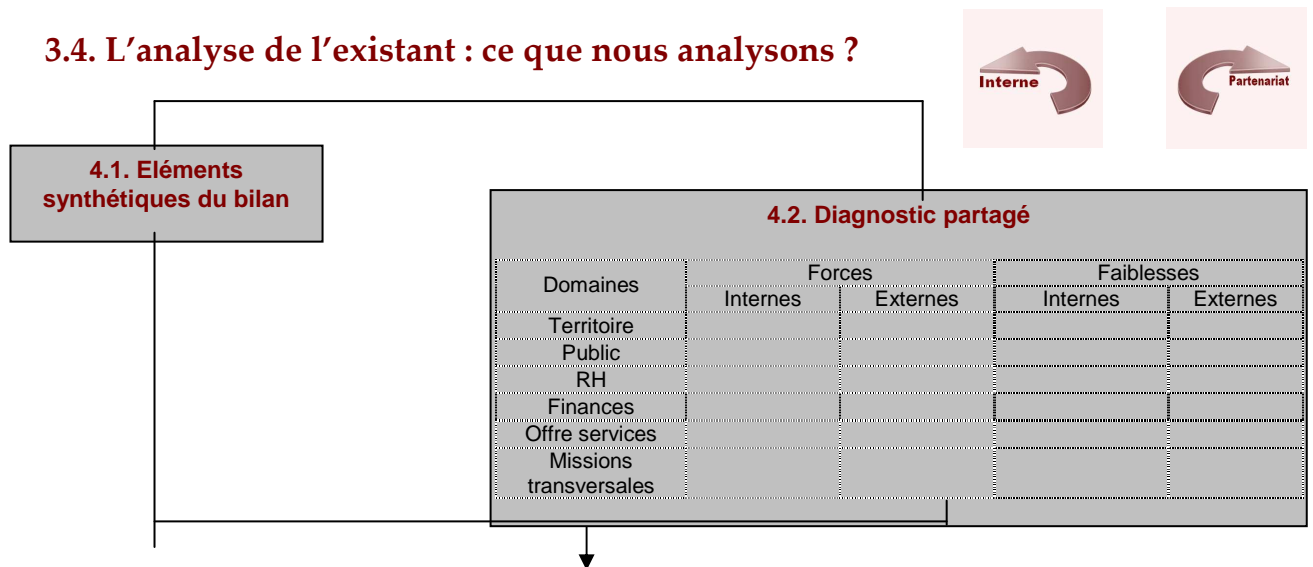 3.4. L’analyse de l’existant : ce que nous analysons ?
Interne
Partenariat
4.1. Eléments
synthétiques du bilan
4.2. Diagnostic partagé
Domaines
Forces
Faiblesses
Internes
Externes
Internes
Externes
Territoire
Public
RH
Finances
Offre services
Missions
transversales